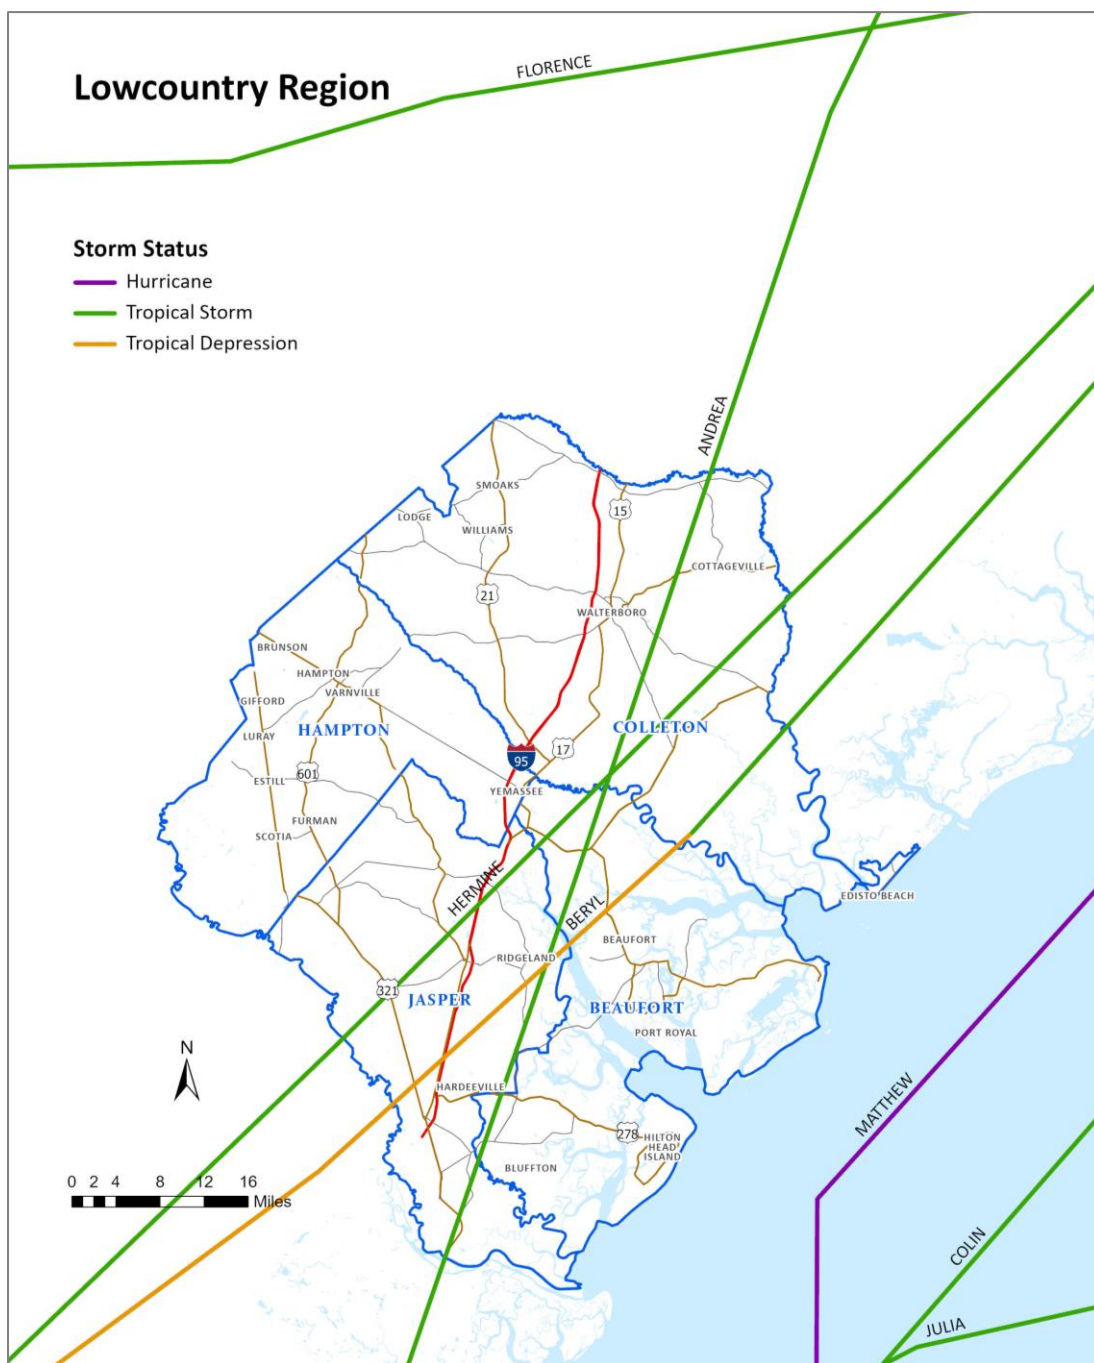 FLORENCE
Lowcountry Region
Storm Status
Hurricane
Tropical Storm
Tropical Depression
ANDREA
SMOAKS
15
LODGE
WILLIAMS
COTTAGEVILLE
21
WALTERBORO
BRUNSON
HAMPTON
VARNVILLE
GIFFORD
HAMPTON
COLLETON
LURAY
17
95
601
ESTILL
YEMASSEE
FURMAN
SCOTIA
HERMINE
BERYL
EDISTO BEACH
BEAUFORT
RIDGELAND
321
JASPER
BEAUFORT
PORT ROYAL
N
HARDEEVILLE
MATTHEW
278
HILTON
HEAD
ISLAND
BLUFFTON
0 2 4 8 12 16
Miles
COLIN
JULIA